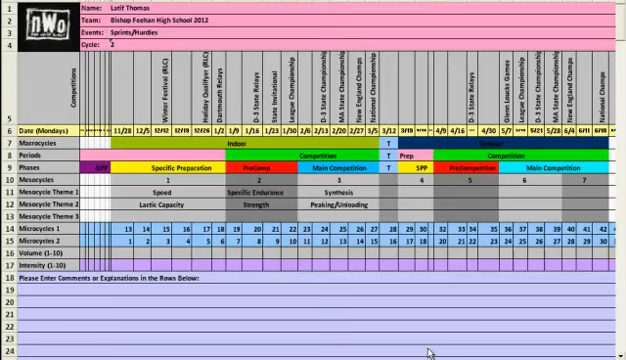 nWo
1 Name: Latif Thomas
2 Team: Bishop Feehan High School 2012
3 Events: Sprints/Hurdles
4 Cycle: 2
5 Competitions Winter Festival (RLC) Holiday Qualifyer (RLC) Dartmouth Relays D-3 State Relays State Invitational League Championship D-3 State Championship MA State Championship New England Champs National Championship D-3 State Relays Glenn Loucks Games League Championship D-3 State Championship MA State Championship New England Champs National Champs
6 Date (Mondays) 11/28 12/5 12/12 12/19 12/26 1/2 1/9 1/16 1/23 1/30 2/6 2/13 2/20 2/27 3/5 3/12 3/19 4/9 4/16 4/30 5/7 5/21 5/28 6/4 6/11 6/18
7 Macrocycles Indoor T
8 Periods Competition Prep Competition
9 Phases GPP Specific Preparation PreComp Main Competition T SPP PreCompetition Main Competition
10 Mesocycles 1 2 3 4 5 6 7
11 Mesocycle Theme 1 Speed Specific Endurance Synthesis
12 Mesocycle Theme 2 Lactic Capacity Strength Peaking/Unloading
13 Mesocycle Theme 3
14 Microcycles 1 13 14 15 16 17 18 19 20 21 22 23 24 25 26 27 28 29 30 32 33 34 35 36 37 38 39 40 41 42
15 Microcycles 2 1 2 3 4 5 6 7 8 9 10 11 12 13 14 15 16 17 18 20 21 22 23 24 25 26 27 28 29 30
16 Volume (1-10)
17 Intensity (1-10)
18 Please Enter Comments or Explanations in the Rows Below:
19
20
21
22
23
24